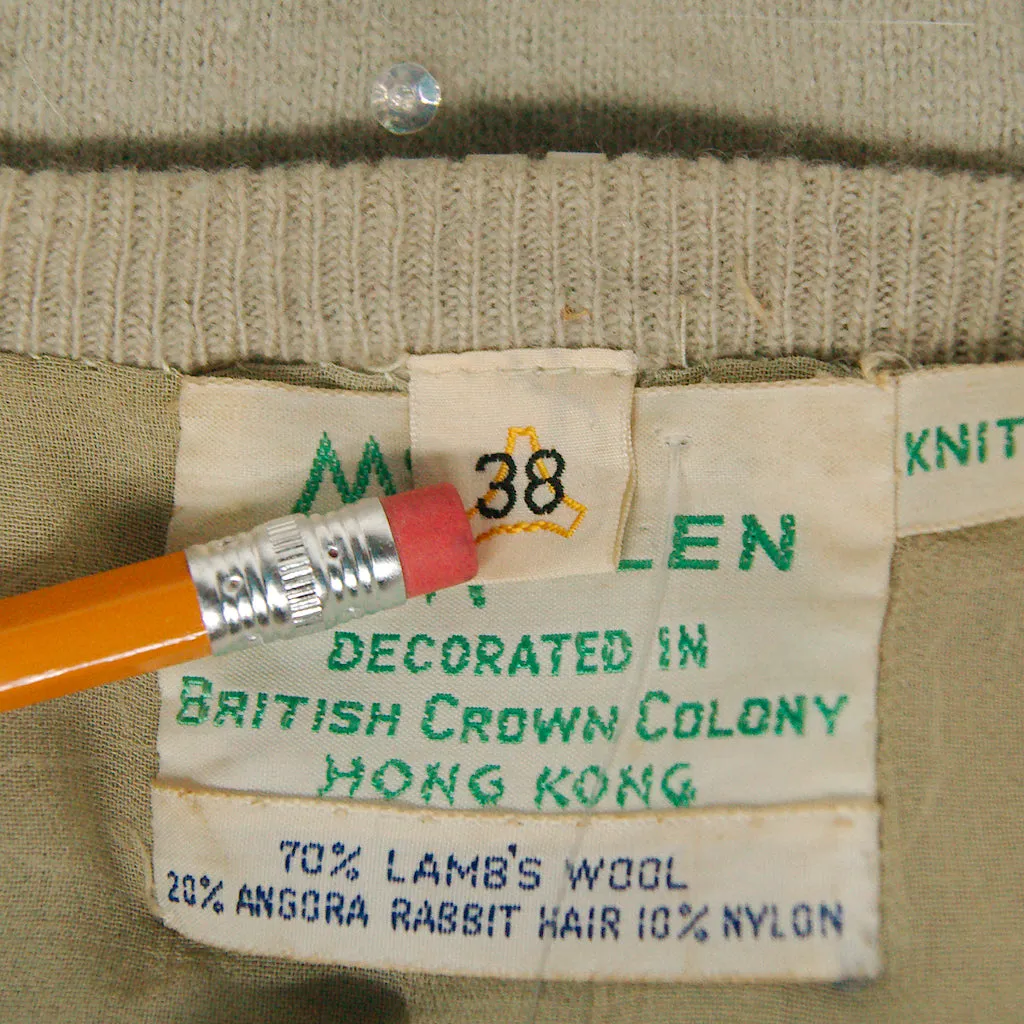 38
KNIT
DECORATED IN
BRITISH CROWN COLONY
HONG KONG
70% LAMB'S WOOL
20% ANGORA RABBIT HAIR 10% NYLON